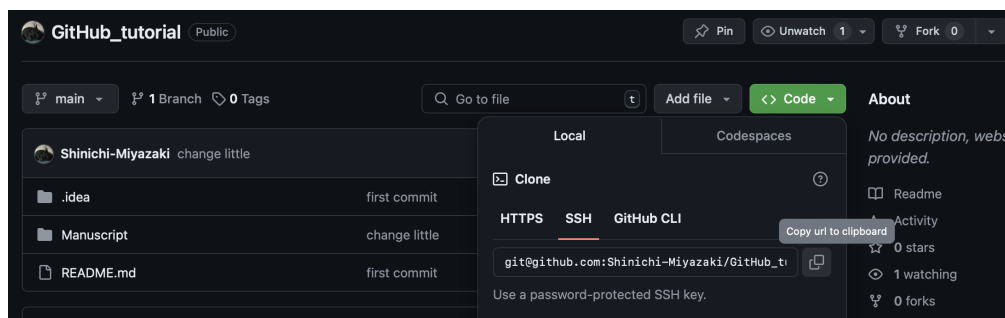 GitHub_tutorial Public Pin Unwatch 1 Fork 0
main 1 Branch 0 Tags Go to file t Add file <> Code About
Local Codespaces
No description, webs
provided.
Shinichi-Miyazaki change little
Clone
Readme
.idea first commit
HTTPS SSH GitHub CLI
Activity
Copy url to clipboard
Manuscript change little
0 stars
git@github.com:Shinichi-Miyazaki/GitHub_tu
README.md first commit
1 watching
Use a password-protected SSH key.
0 forks